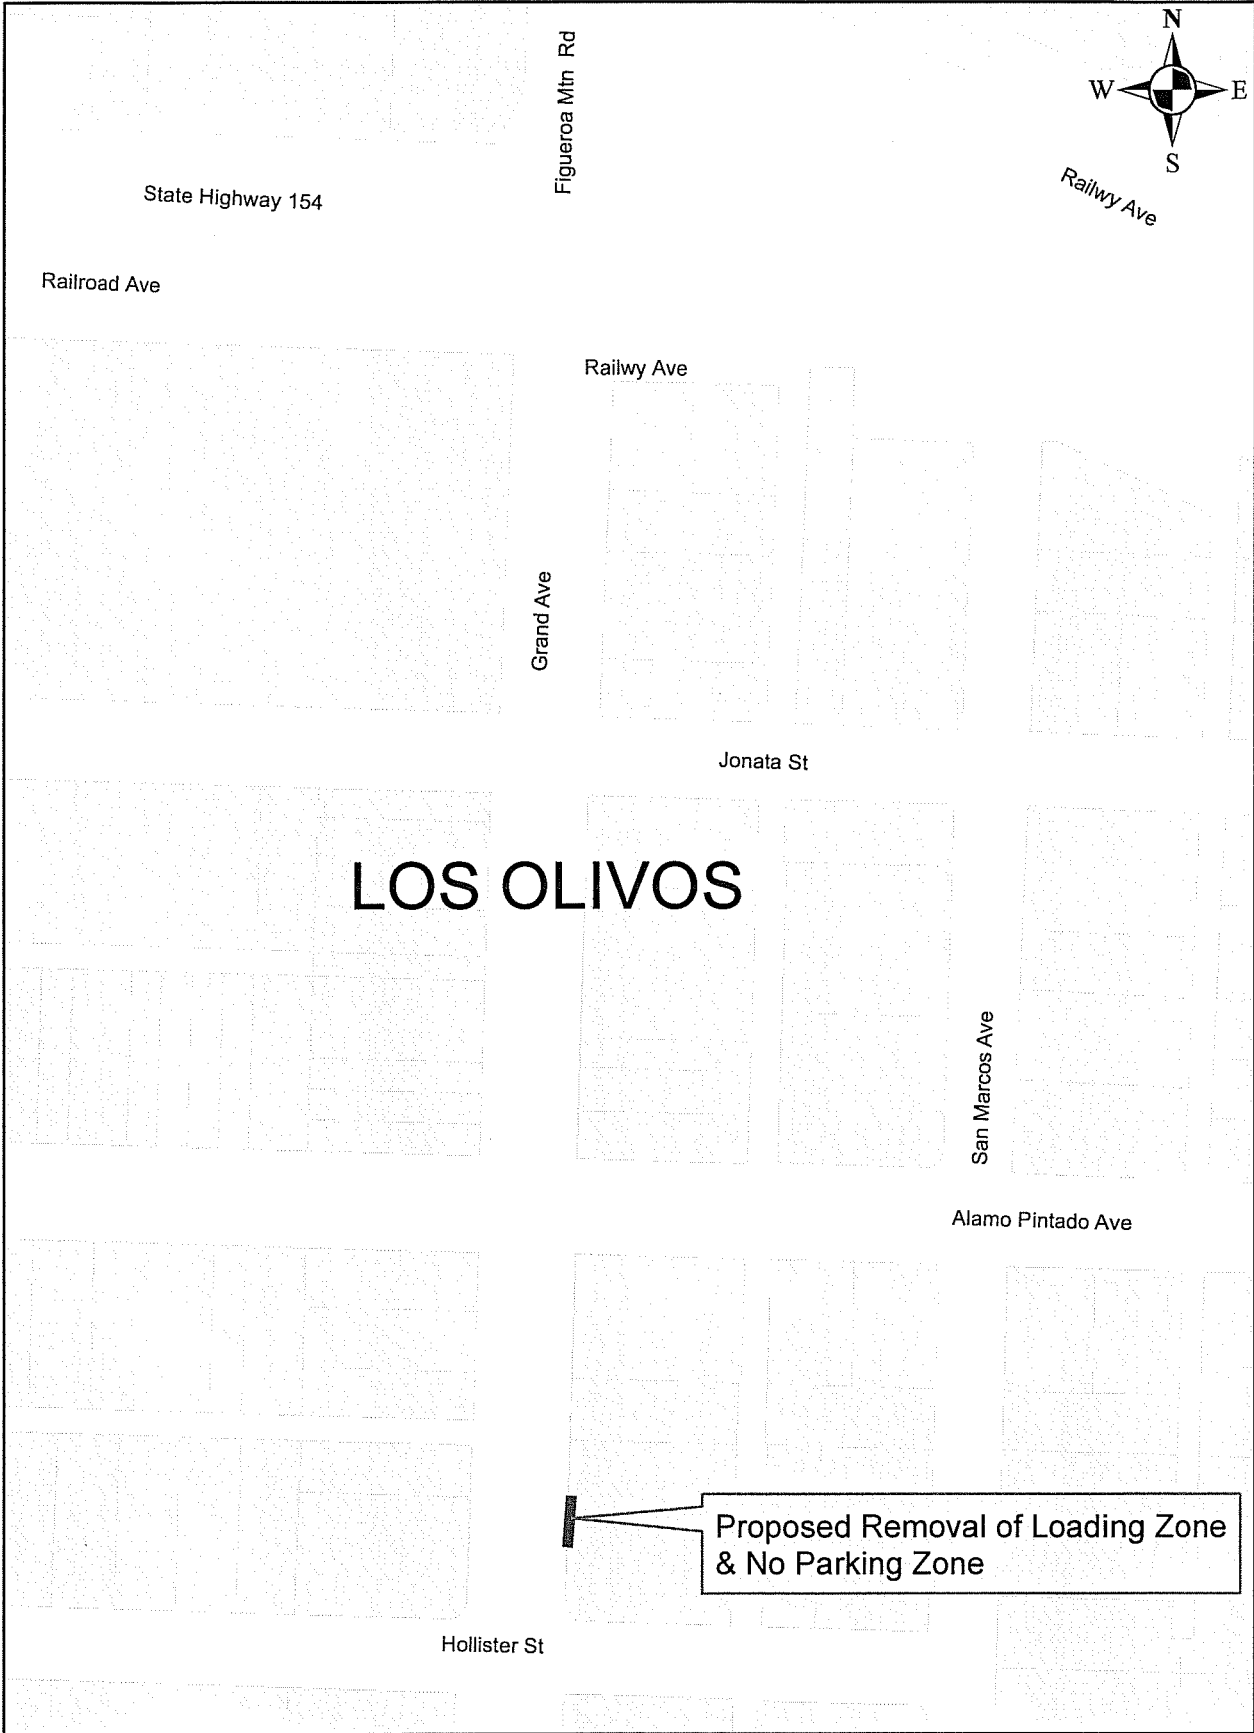 N
W E
S
Figueroa Mtn Rd
State Highway 154
Railwy Ave
Railroad Ave
Railwy Ave
Grand Ave
Jonata St
LOS OLIVOS
San Marcos Ave
Alamo Pintado Ave
Proposed Removal of Loading Zone
& No Parking Zone
Hollister St